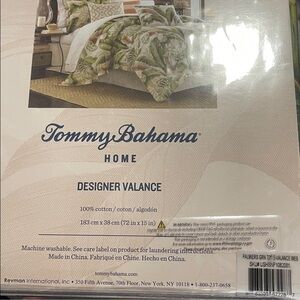 Tommy Bahama
HOME
DESIGNER VALANCE
100% cotton / coton / algodón
183 cm x 38 cm (72 in x 15 in)
WARNING:
Machine washable. See care label on product for laundering instructions.
Made in China. Fabriqué en Chine. Hecho en China.
tommybahama.com
Revman International, Inc • 350 Fifth Avenue, 70th Floor, New York, NY 10118 • 1-800-237-0658